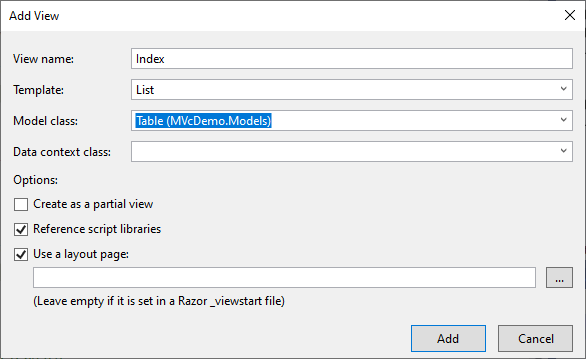 Add View
View name: Index
Template: List
Model class: Table (MVcDemo.Models)
Data context class:
Options:
Create as a partial view
Reference script libraries
Use a layout page:
...
(Leave empty if it is set in a Razor _viewstart file)
Add Cancel